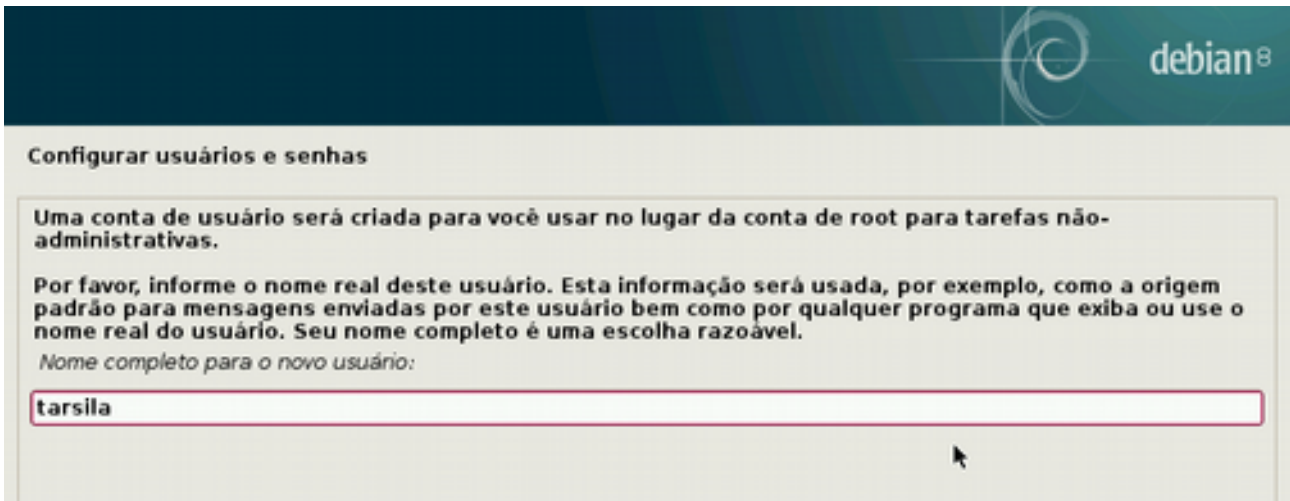 debian 8
Configurar usuários e senhas
Uma conta de usuário será criada para você usar no lugar da conta de root para tarefas não-
administrativas.
Por favor, informe o nome real deste usuário. Esta informação será usada, por exemplo, como a origem
padrão para mensagens enviadas por este usuário bem como por qualquer programa que exiba ou use o
nome real do usuário. Seu nome completo é uma escolha razoável.
Nome completo para o novo usuário:
tarsila